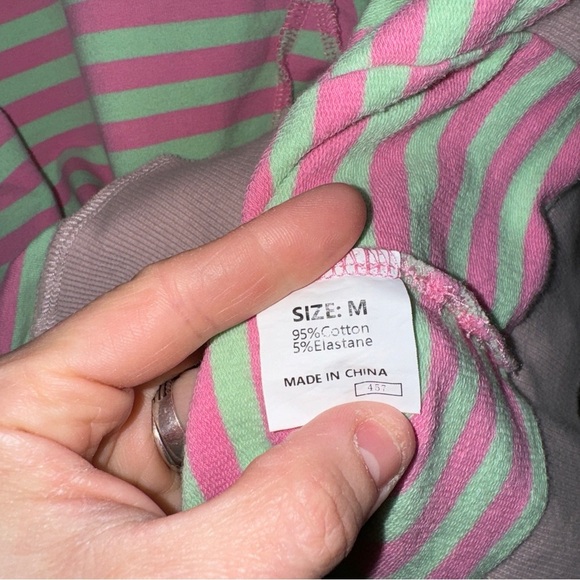 SIZE: M
95%Cotton
5%Elastane
MADE IN CHINA
457